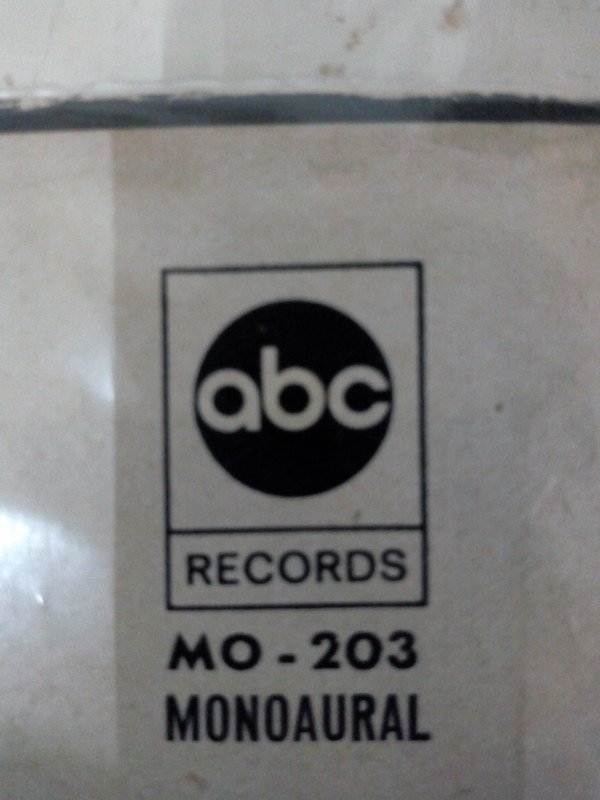 abc
RECORDS
MO - 203
MONOAURAL